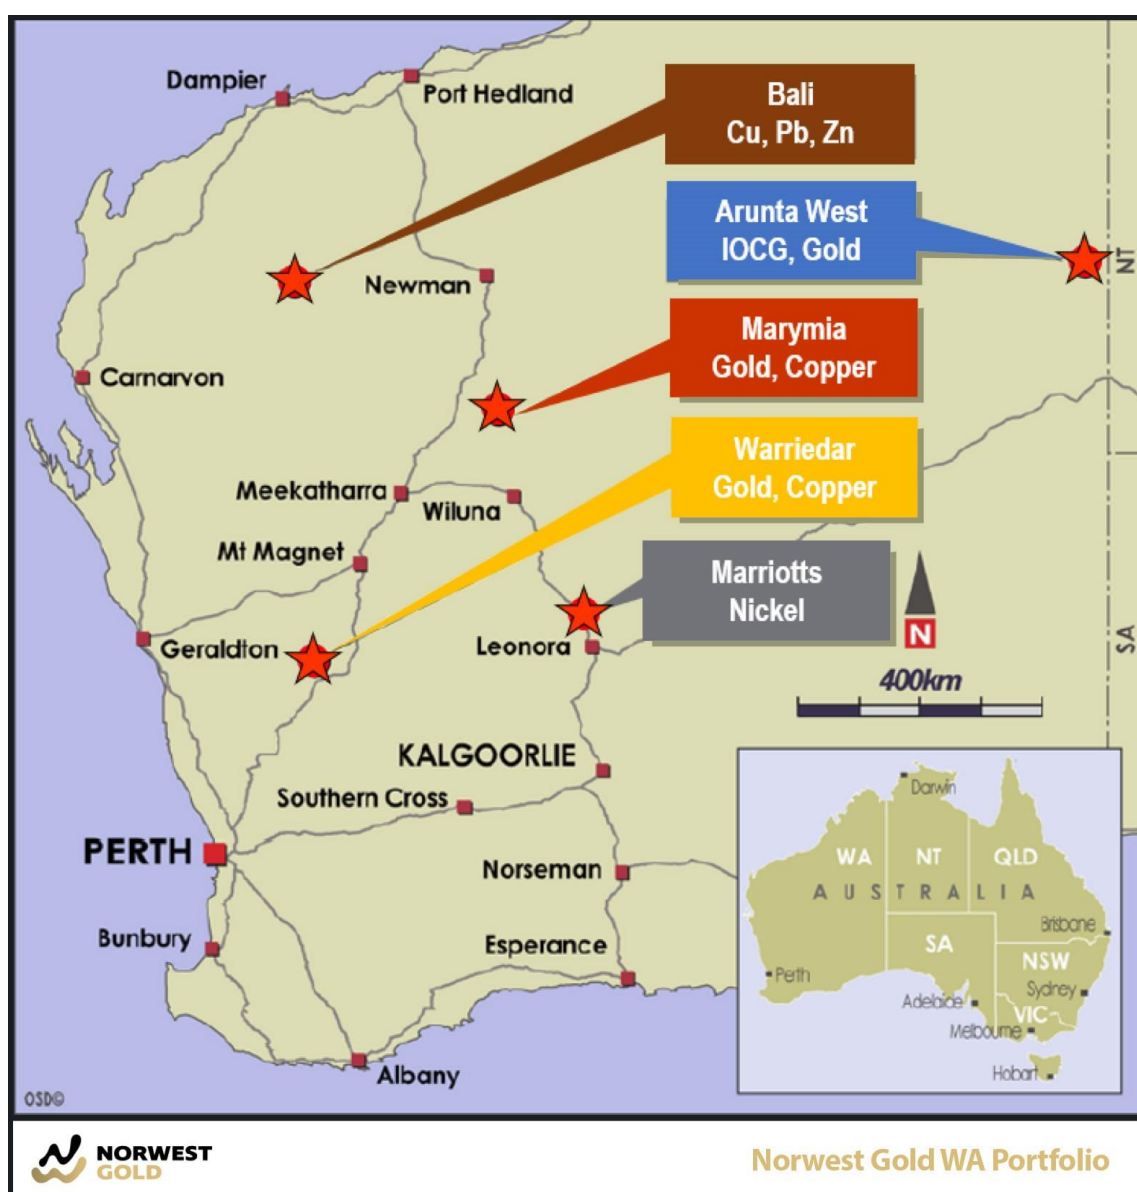 Dampier
Port Hedland
Bali
Cu, Pb, Zn
Arunta West
IOCG, Gold
NT
Newman
Marymia
Gold, Copper
Carnarvon
Warriedar
Gold, Copper
Meekatharra
Wiluna
Mt Magnet
Marriotts
Nickel
N
SA
Geraldton
Leonora
400km
KALGOORLIE
Southern Cross
PERTH
Norseman
Bunbury
Esperance
Albany
Darwin
WA
NT
QLD
AUSTRALIA
Brisbane
SA
NSW
Perth
Sydney
Adelaide
VIC
Melbourne
Hobart
OSD©
NORWEST
GOLD
Norwest Gold WA Portfolio